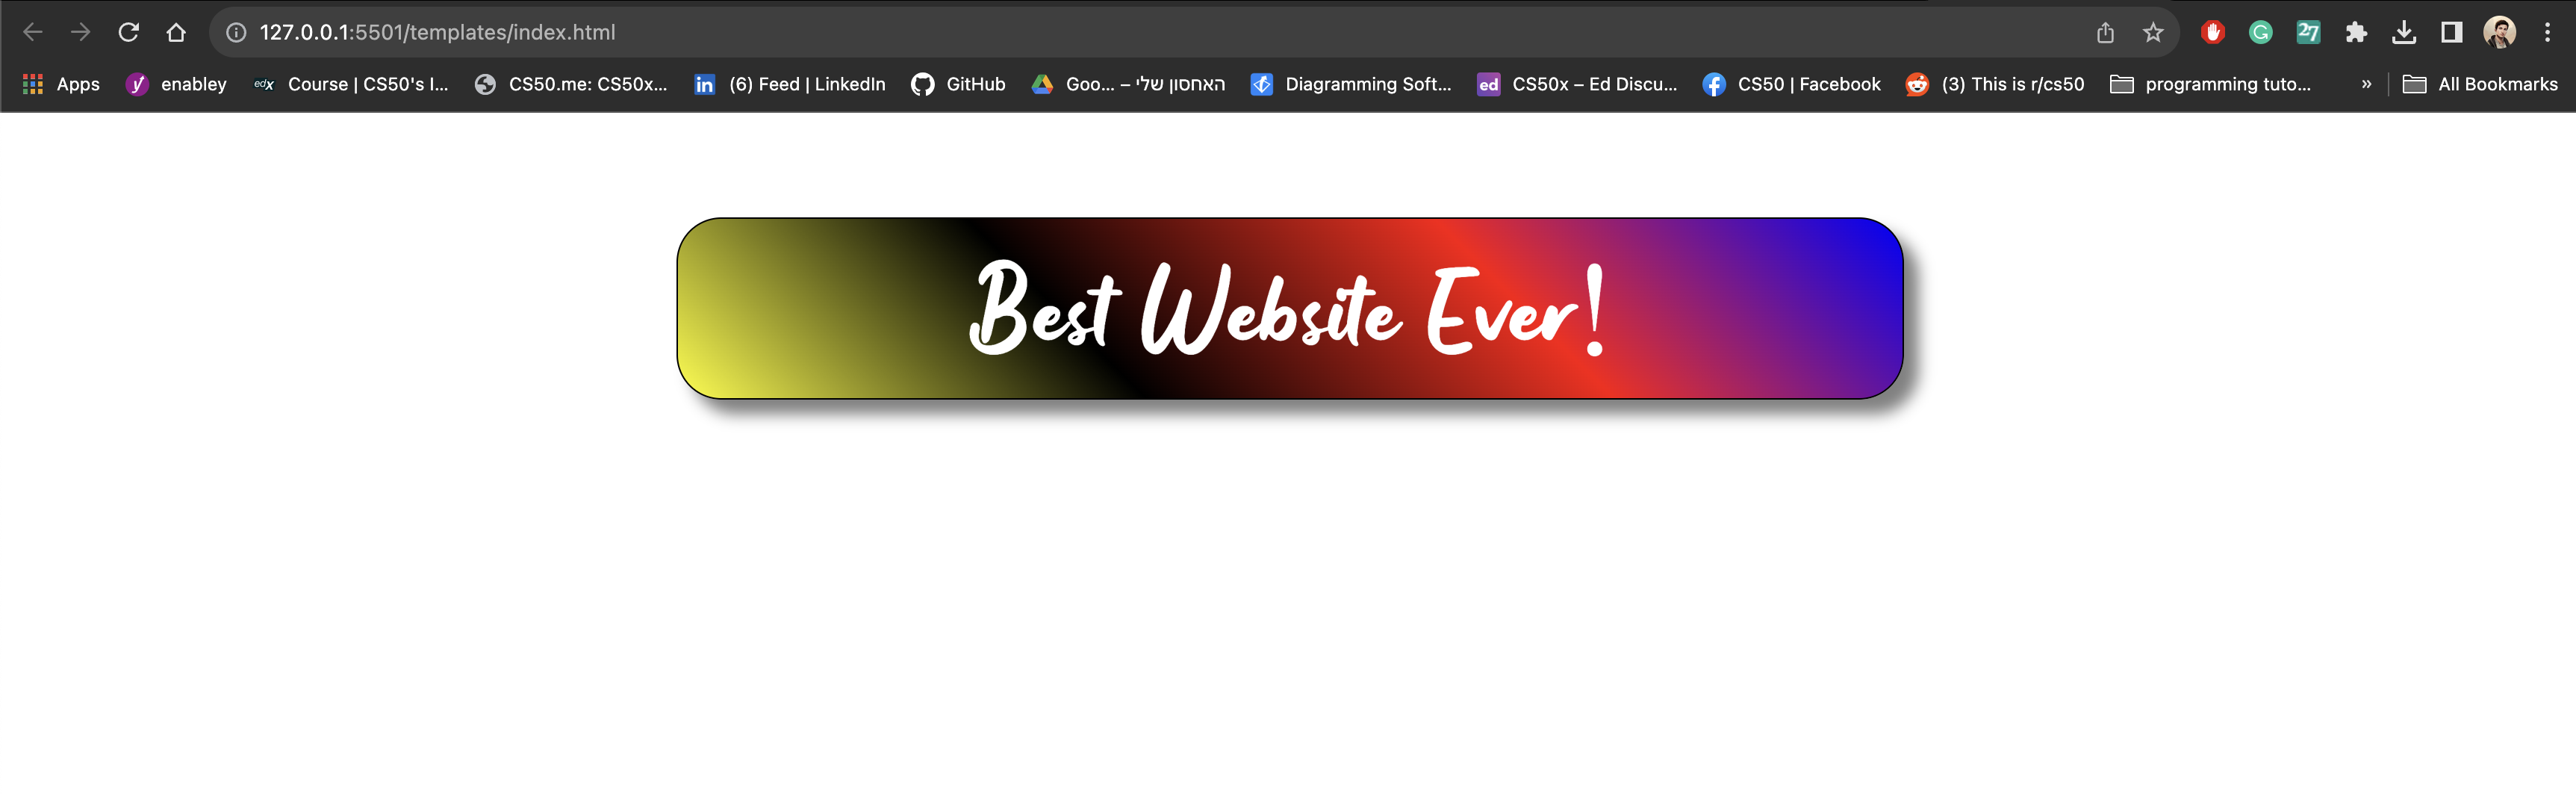 127.0.0.1:5501/templates/index.html
27
Apps enabley edx Course | CS50's I... CS50.me: CS50x... in (6) Feed | LinkedIn GitHub Goo... – האחסון שלי Diagramming Soft... ed CS50x – Ed Discu... CS50 | Facebook (3) This is r/cs50 programming tuto... » All Bookmarks
Best Website Ever!